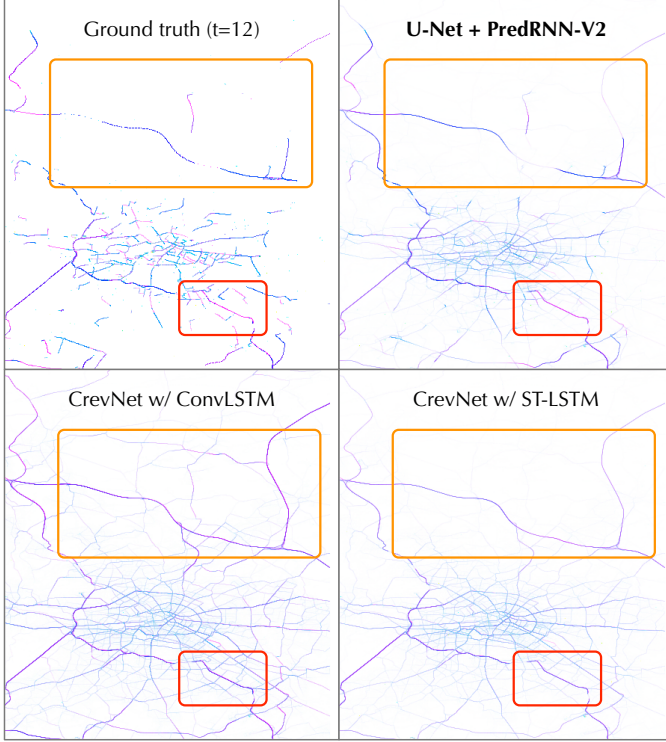 Ground truth (t=12)
U-Net + PredRNN-V2
CrevNet w/ ConvLSTM
CrevNet w/ ST-LSTM